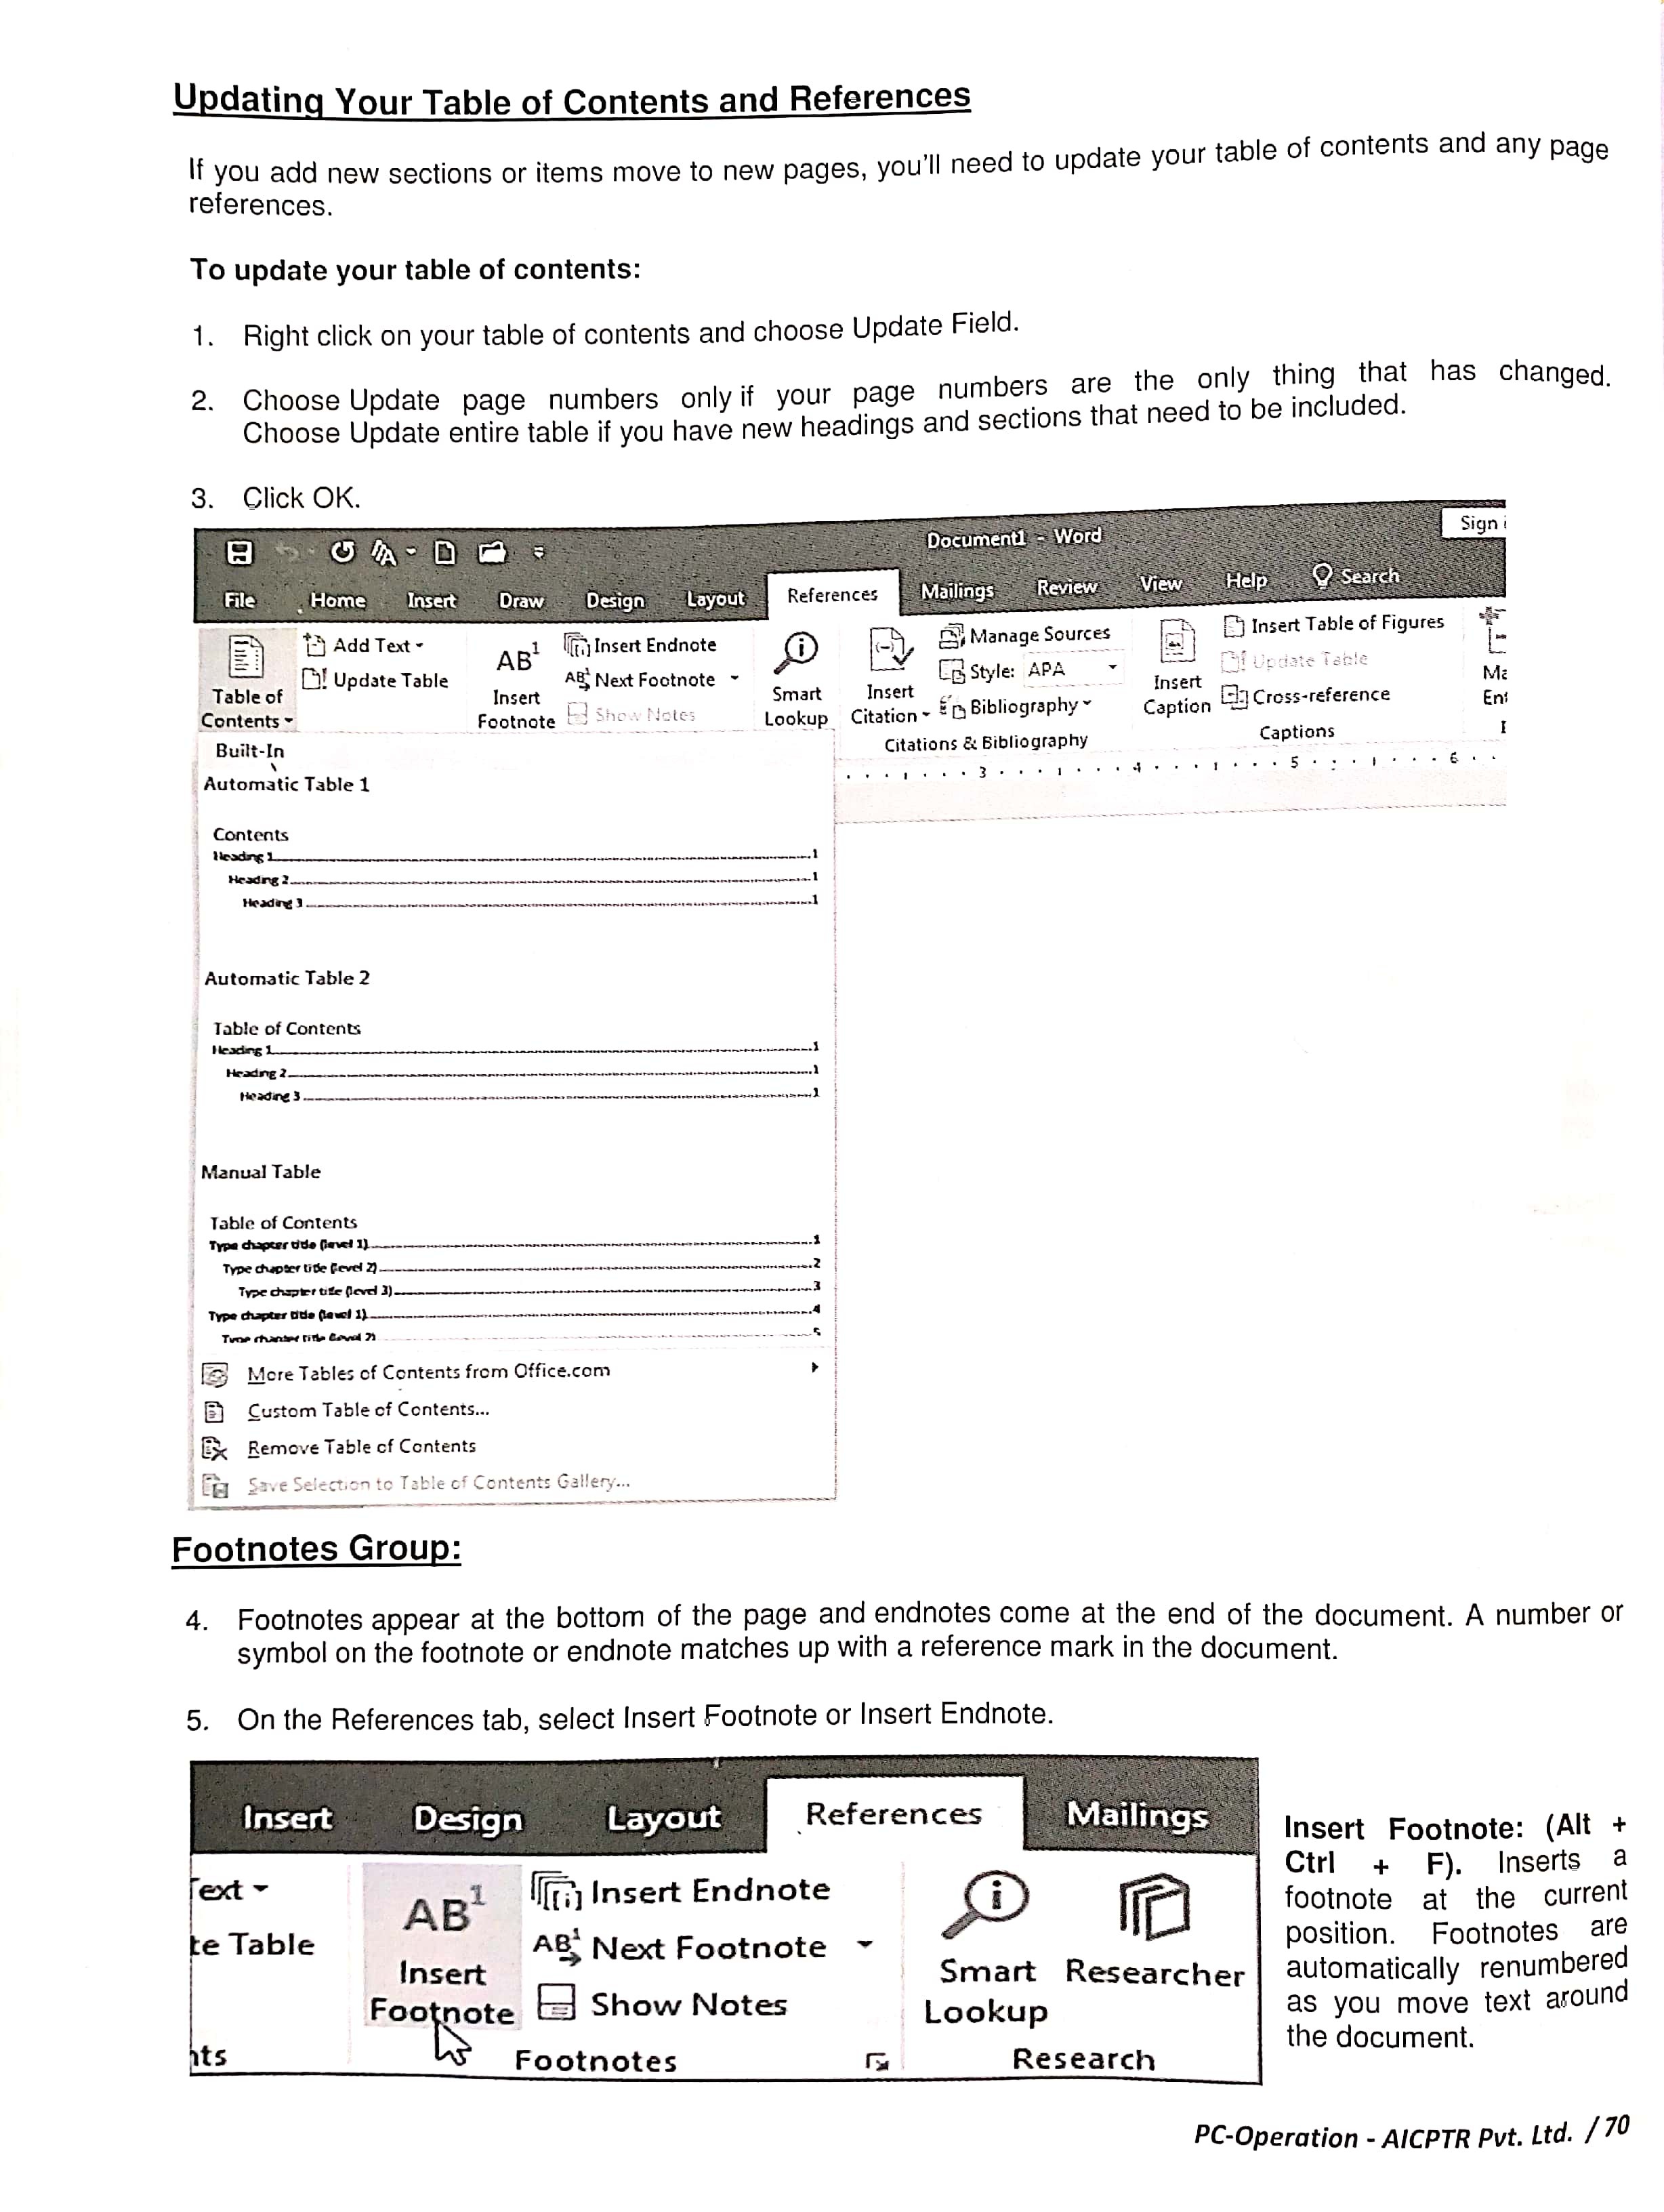 Updating Your Table of Contents and References
If you add new sections or items move to new pages, you'll need to update your table of contents and any page
references.
To update your table of contents:
1. Right click on your table of contents and choose Update Field.
2. Choose Update page numbers only if your page numbers are the only thing that has changed.
Choose Update entire table if you have new headings and sections that need to be included.
3. Click OK.
Document1 - Word
Sign i
File Home Insert Draw Design Layout References Mailings Review View Help Search
Table of
Contents
Add Text
Update Table
AB1
Insert
Footnote
Insert Endnote
Next Footnote
Show Notes
Smart
Lookup
Insert
Citation
Manage Sources
Style: APA
Bibliography
Citations & Bibliography
Insert
Caption
Insert Table of Figures
Update Table
Cross-reference
Captions
Ma
Ent
3 4 5 6
Built-In
Automatic Table 1
Contents
Heading 1 1
Heading 2 1
Heading 3 1
Automatic Table 2
Table of Contents
Heading 1 1
Heading 2 1
Heading 3 1
Manual Table
Table of Contents
Type chapter title (level 1) 1
Type chapter title (level 2) 2
Type chapter title (level 3) 3
Type chapter title (level 1) 4
Type chapter title (level 2) 5
More Tables of Contents from Office.com
Custom Table of Contents...
Remove Table of Contents
Save Selection to Table of Contents Gallery...
Footnotes Group:
4. Footnotes appear at the bottom of the page and endnotes come at the end of the document. A number or
symbol on the footnote or endnote matches up with a reference mark in the document.
5. On the References tab, select Insert Footnote or Insert Endnote.
Insert Design Layout References Mailings
Text
te Table
nts
AB1
Insert
Footnote
Insert Endnote
AB1 Next Footnote
Show Notes
Footnotes
Smart
Lookup
Researcher
Research
Insert Footnote: (Alt +
Ctrl + F). Inserts a
footnote at the current
position. Footnotes are
automatically renumbered
as you move text around
the document.
PC-Operation - AICPTR Pvt. Ltd. / 70